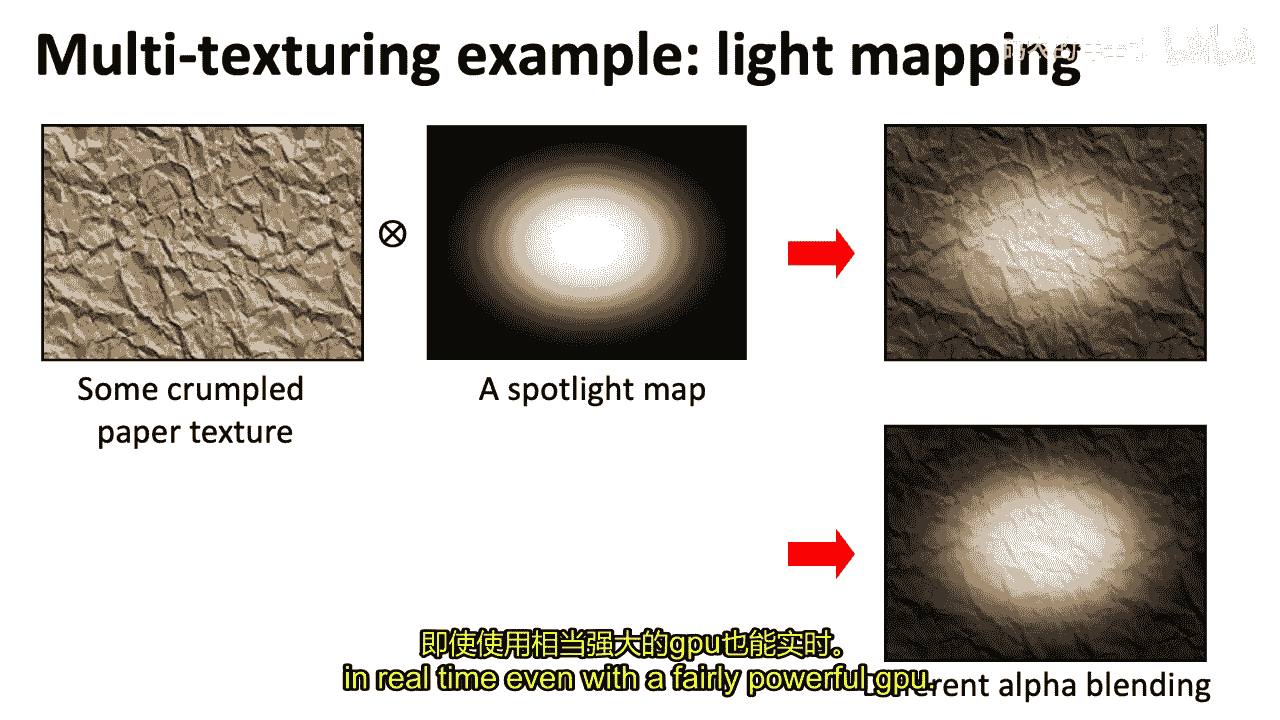 Multi-texturing example: light mapping
⊗
Some crumpled
paper texture
A spotlight map
即使使用相当强大的gpu也能实时。
in real time even with a fairly powerful gpu.
alpha blending